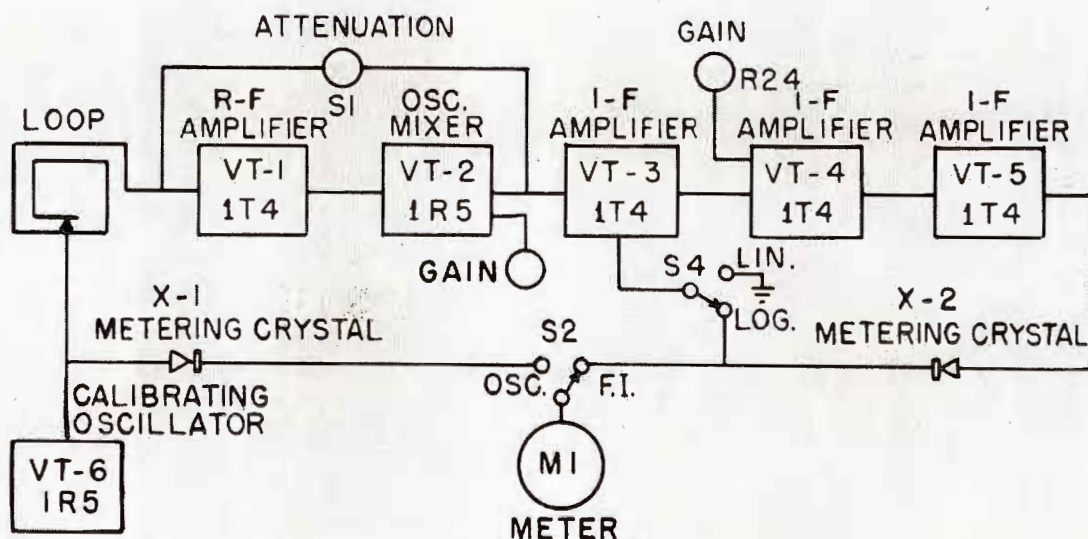 ATTENUATION
S1
GAIN
R24
LOOP
R-F
AMPLIFIER
VT-1
1T4
OSC.
MIXER
VT-2
1R5
GAIN
I-F
AMPLIFIER
VT-3
1T4
I-F
AMPLIFIER
VT-4
1T4
I-F
AMPLIFIER
VT-5
1T4
S4
LIN.
LOG.
X-1
METERING CRYSTAL
X-2
METERING CRYSTAL
S2
OSC.
F.I.
CALIBRATING
OSCILLATOR
VT-6
1R5
M1
METER